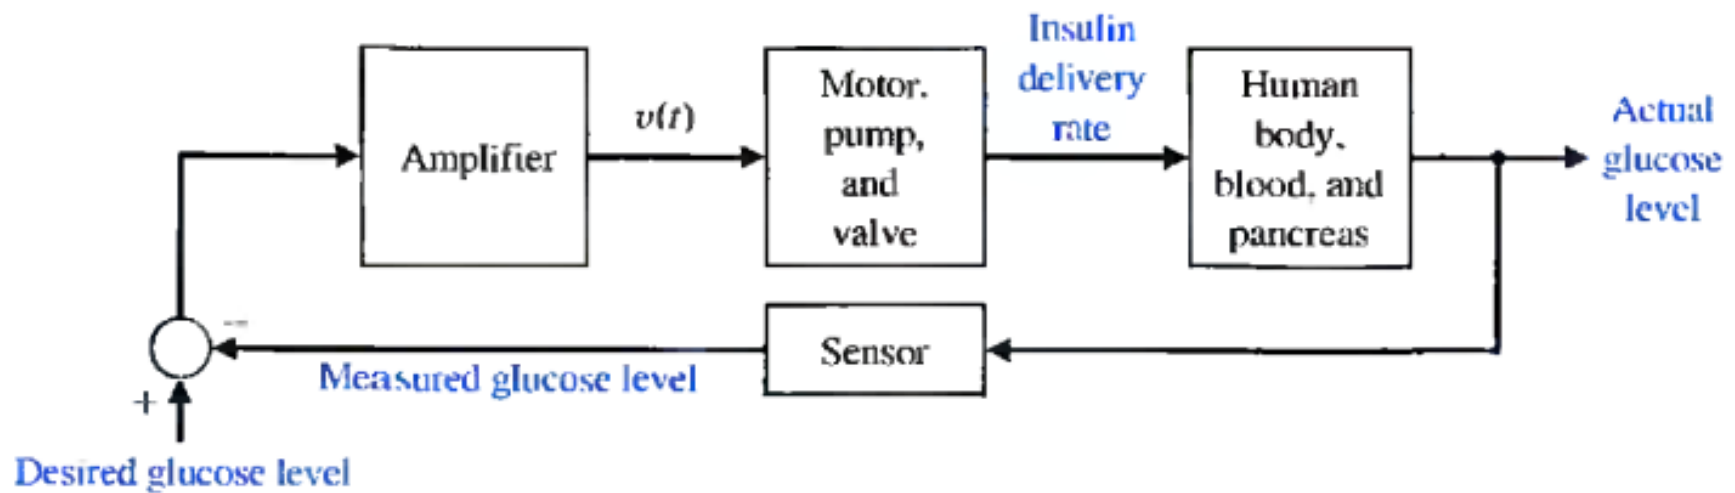 Insulin
delivery
rate
Amplifier
v(t)
Motor.
pump,
and
valve
Human
body,
blood, and
pancreas
Actual
glucose
level
Sensor
−
Measured glucose level
+
Desired glucose level